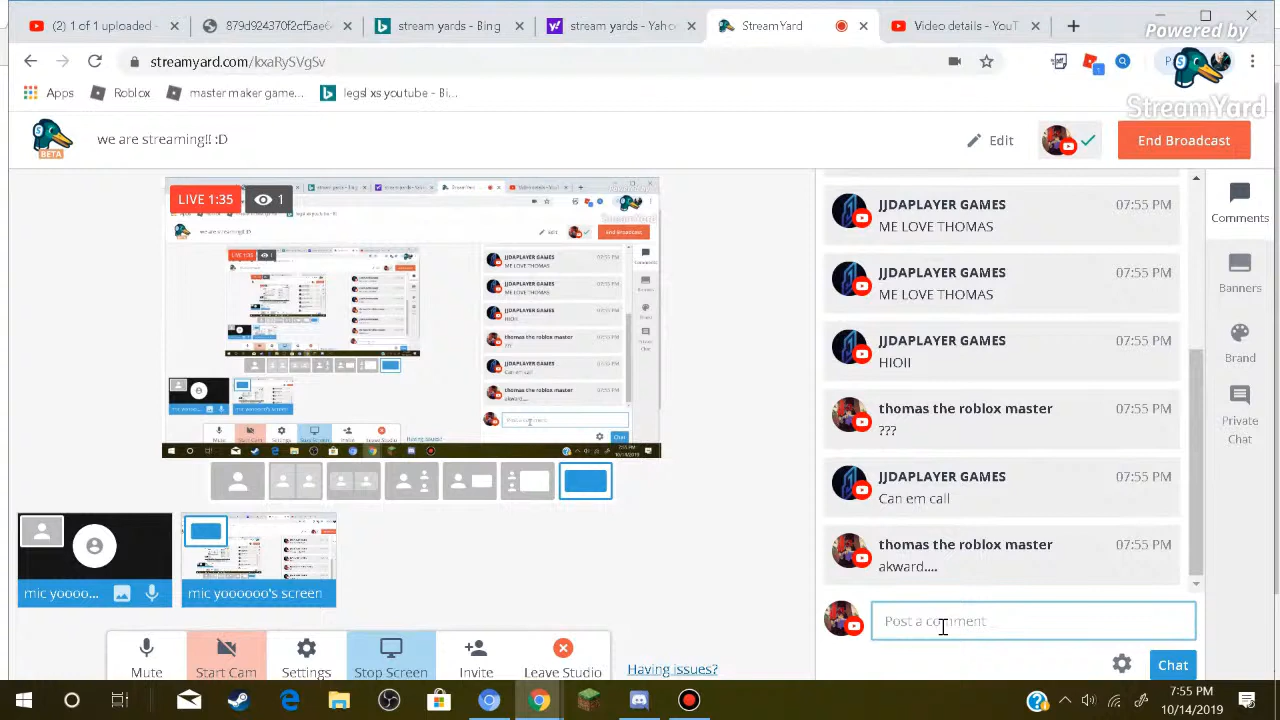 (2) 1 of 1 uploaded -
879d924370f2cf5ae6
stream yards - Bing
stream yards - Yaho
StreamYard
Video details - YouT
Powered by
StreamYard
streamyard.com/kxaRySVgSv
Apps
Roblox
master maker game...
legsl xs youtube - Bi...
BETA
we are streaming!! :D
Edit
End Broadcast
LIVE 1:35
1
JJDAPLAYER GAMES 07:55 PM
ME LOVE THOMAS
JJDAPLAYER GAMES 07:55 PM
ME LOVE THOMAS
JJDAPLAYER GAMES 07:55 PM
HIOII
thomas the roblox master 07:55 PM
???
JJDAPLAYER GAMES 07:55 PM
Can em call
thomas the roblox master 07:55 PM
akward....
Post a comment
Chat
Comments
Brand
Private
Chat
mic yoooo...
mic yoooooo's screen
Mute
Start Cam
Settings
Stop Screen
Invite
Leave Studio
Having issues?
7:55 PM
10/14/2019